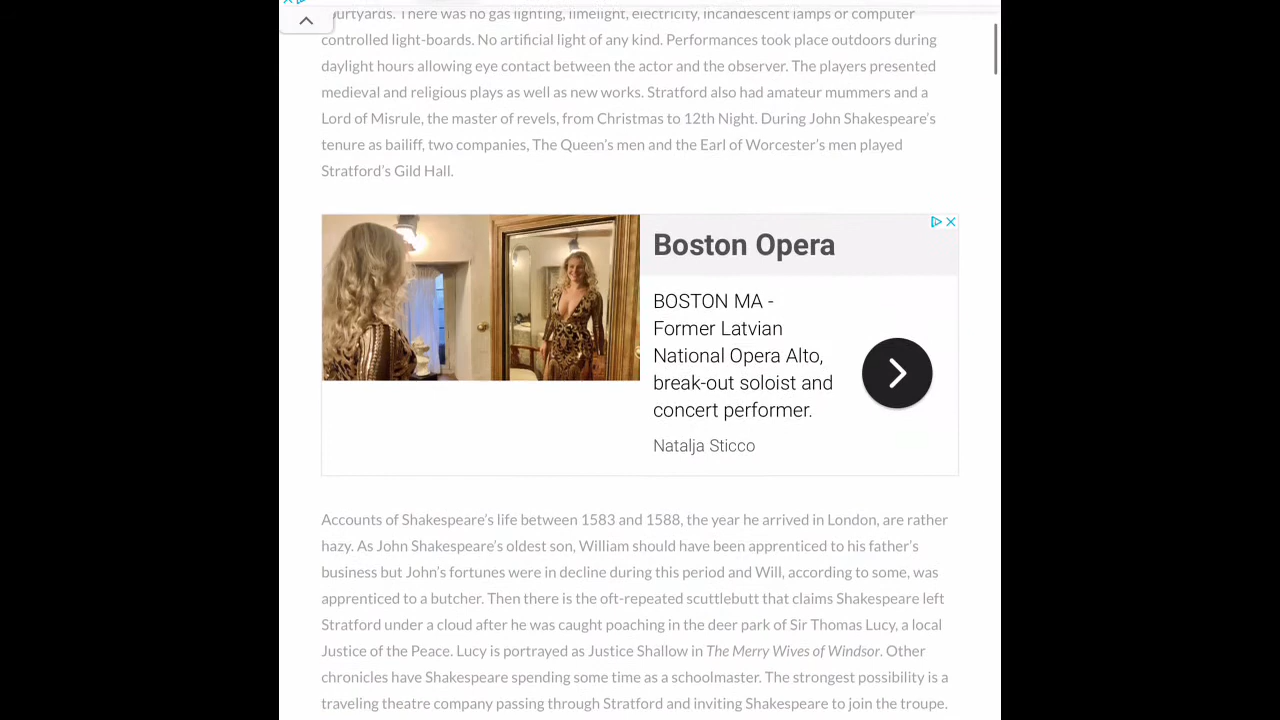 courtyards. There was no gas lighting, limelight, electricity, incandescent lamps or computer
controlled light-boards. No artificial light of any kind. Performances took place outdoors during
daylight hours allowing eye contact between the actor and the observer. The players presented
medieval and religious plays as well as new works. Stratford also had amateur mummers and a
Lord of Misrule, the master of revels, from Christmas to 12th Night. During John Shakespeare’s
tenure as bailiff, two companies, The Queen’s men and the Earl of Worcester’s men played
Stratford’s Gild Hall.
Boston Opera
BOSTON MA -
Former Latvian
National Opera Alto,
break-out soloist and
concert performer.
Natalja Sticco
Accounts of Shakespeare’s life between 1583 and 1588, the year he arrived in London, are rather
hazy. As John Shakespeare’s oldest son, William should have been apprenticed to his father’s
business but John’s fortunes were in decline during this period and Will, according to some, was
apprenticed to a butcher. Then there is the oft-repeated scuttlebutt that claims Shakespeare left
Stratford under a cloud after he was caught poaching in the deer park of Sir Thomas Lucy, a local
Justice of the Peace. Lucy is portrayed as Justice Shallow in The Merry Wives of Windsor. Other
chronicles have Shakespeare spending some time as a schoolmaster. The strongest possibility is a
traveling theatre company passing through Stratford and inviting Shakespeare to join the troupe.